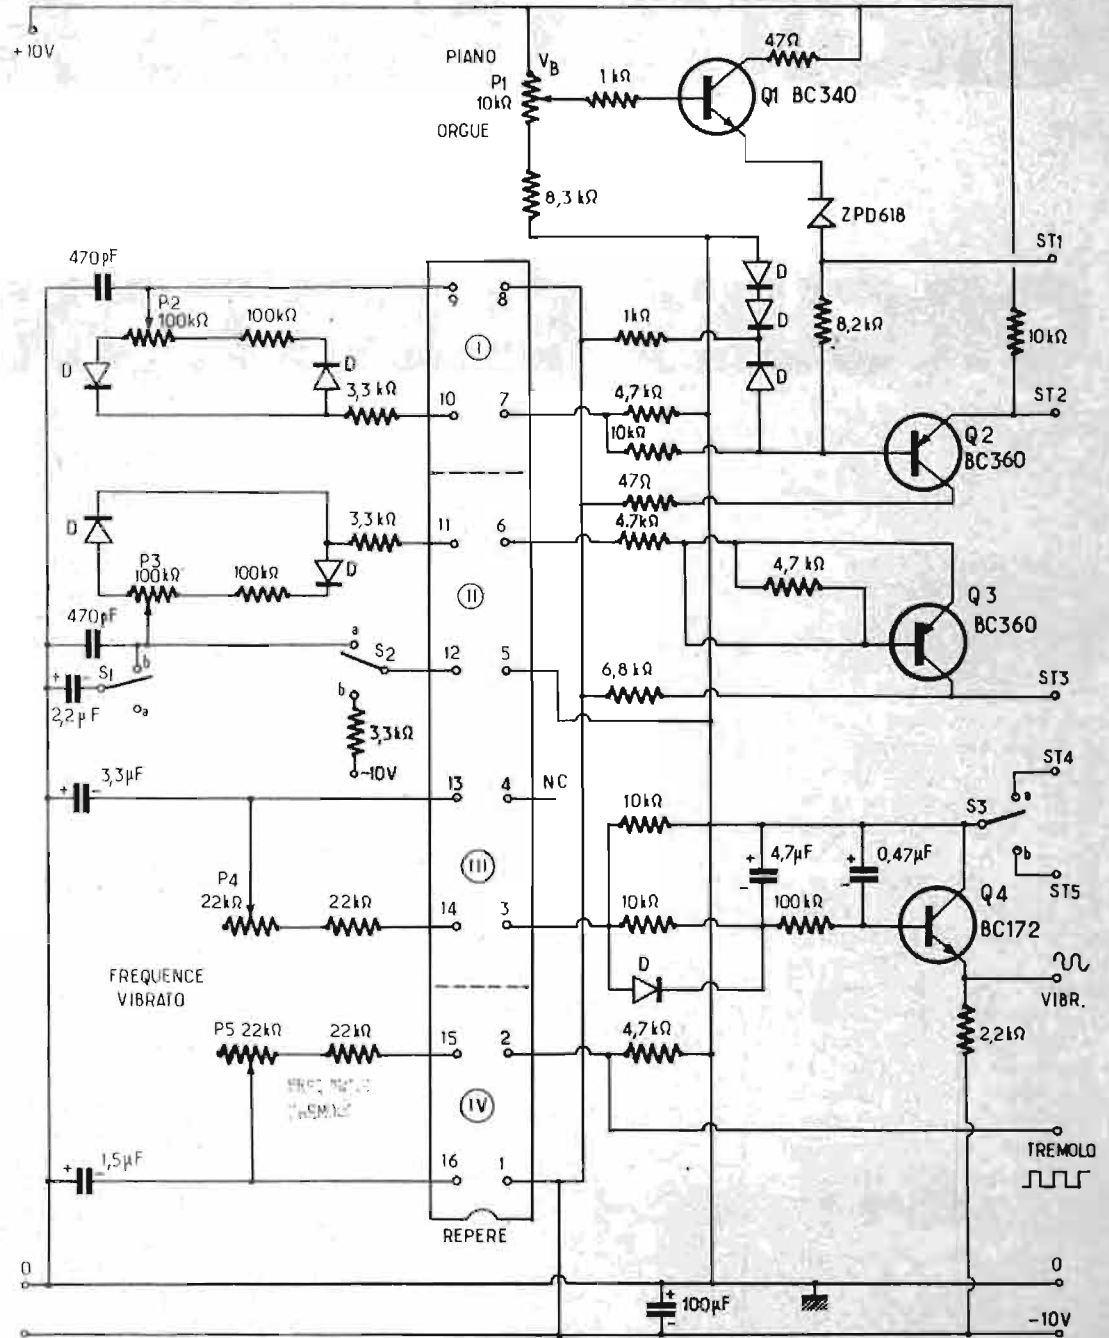 +10V
PIANO
P1
10kΩ
ORGUE
VB
1kΩ
47Ω
Q1 BC340
8,3kΩ
ZPD618
ST1
470pF
P2
100kΩ
100kΩ
D
D
3,3kΩ
9
8
I
10
7
1kΩ
D
D
D
8,2kΩ
10kΩ
4,7kΩ
10kΩ
ST2
Q2
BC360
47Ω
D
3,3kΩ
11
6
4.7kΩ
4,7kΩ
P3
100kΩ
100kΩ
D
II
Q3
BC360
470pF
+
-
S1
b
a
2,2µF
a
S2
b
3,3kΩ
-10V
12
5
6,8kΩ
ST3
3,3µF
+
-
13
4
NC
ST4
S3
a
b
ST5
10kΩ
4,7µF
+
-
0,47µF
+
-
III
P4
22kΩ
22kΩ
14
3
10kΩ
100kΩ
Q4
BC172
D
FREQUENCE
VIBRATO
VIBR.
P5 22kΩ
22kΩ
15
2
4,7kΩ
2,2kΩ
IV
1,5µF
+
-
16
1
TREMOLO
REPERE
0
0
+
-
100µF
-10V